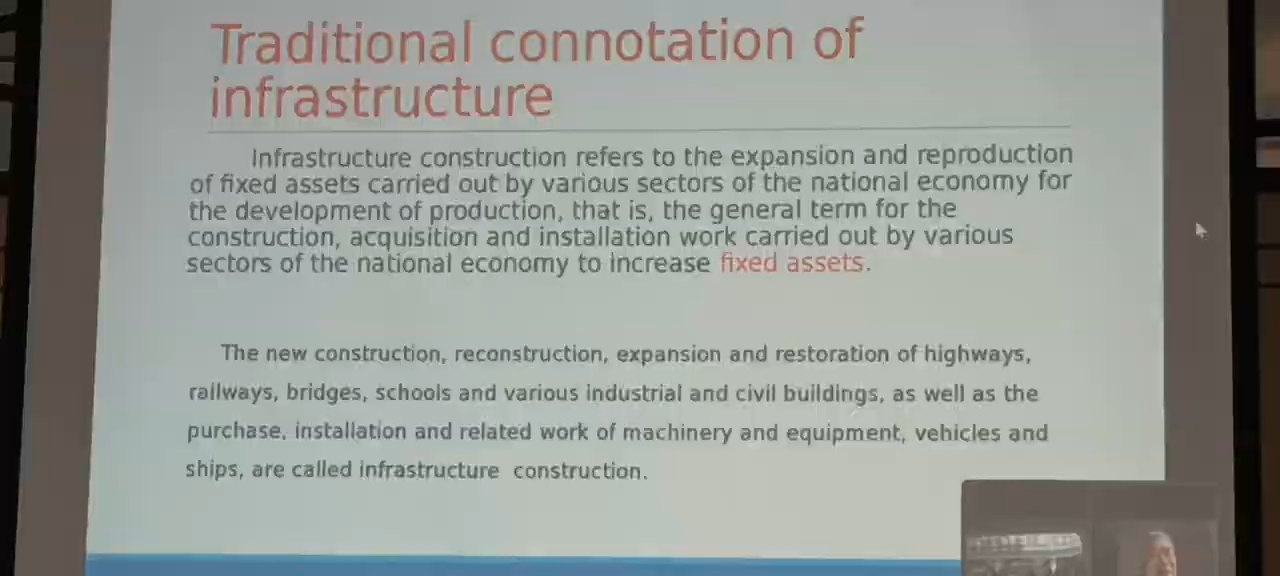 Traditional connotation of
infrastructure
Infrastructure construction refers to the expansion and reproduction
of fixed assets carried out by various sectors of the national economy for
the development of production, that is, the general term for the
construction, acquisition and installation work carried out by various
sectors of the national economy to increase fixed assets.
The new construction, reconstruction, expansion and restoration of highways,
railways, bridges, schools and various industrial and civil buildings, as well as the
purchase, installation and related work of machinery and equipment, vehicles and
ships, are called infrastructure construction.